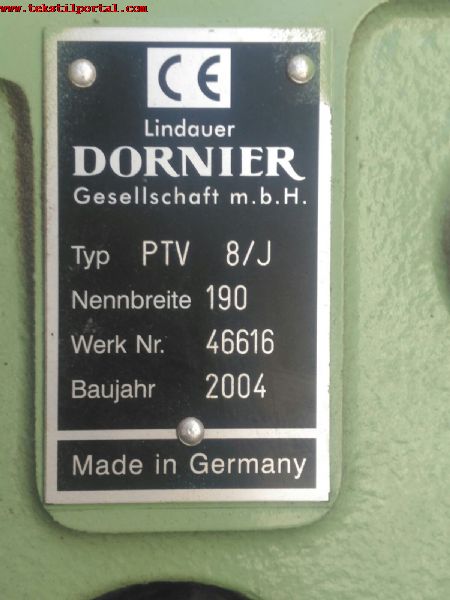 www.tekstilportal.com
CE
Lindauer
DORNIER
Gesellschaft m.b.H.
Typ PTV 8/J
Nennbreite 190
Werk Nr. 46616
Baujahr 2004
Made in Germany